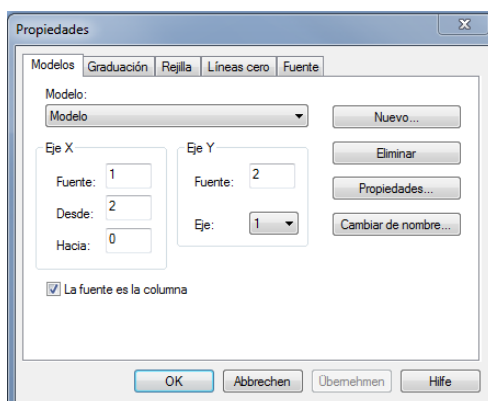 Propiedades
Modelos Graduación Rejilla Líneas cero Fuente
Modelo:
Modelo
Nuevo...
Eliminar
Propiedades...
Cambiar de nombre...
Eje X
Fuente: 1
Desde: 2
Hacia: 0
Eje Y
Fuente: 2
Eje: 1
La fuente es la columna
OK Abbrechen Übernehmen Hilfe